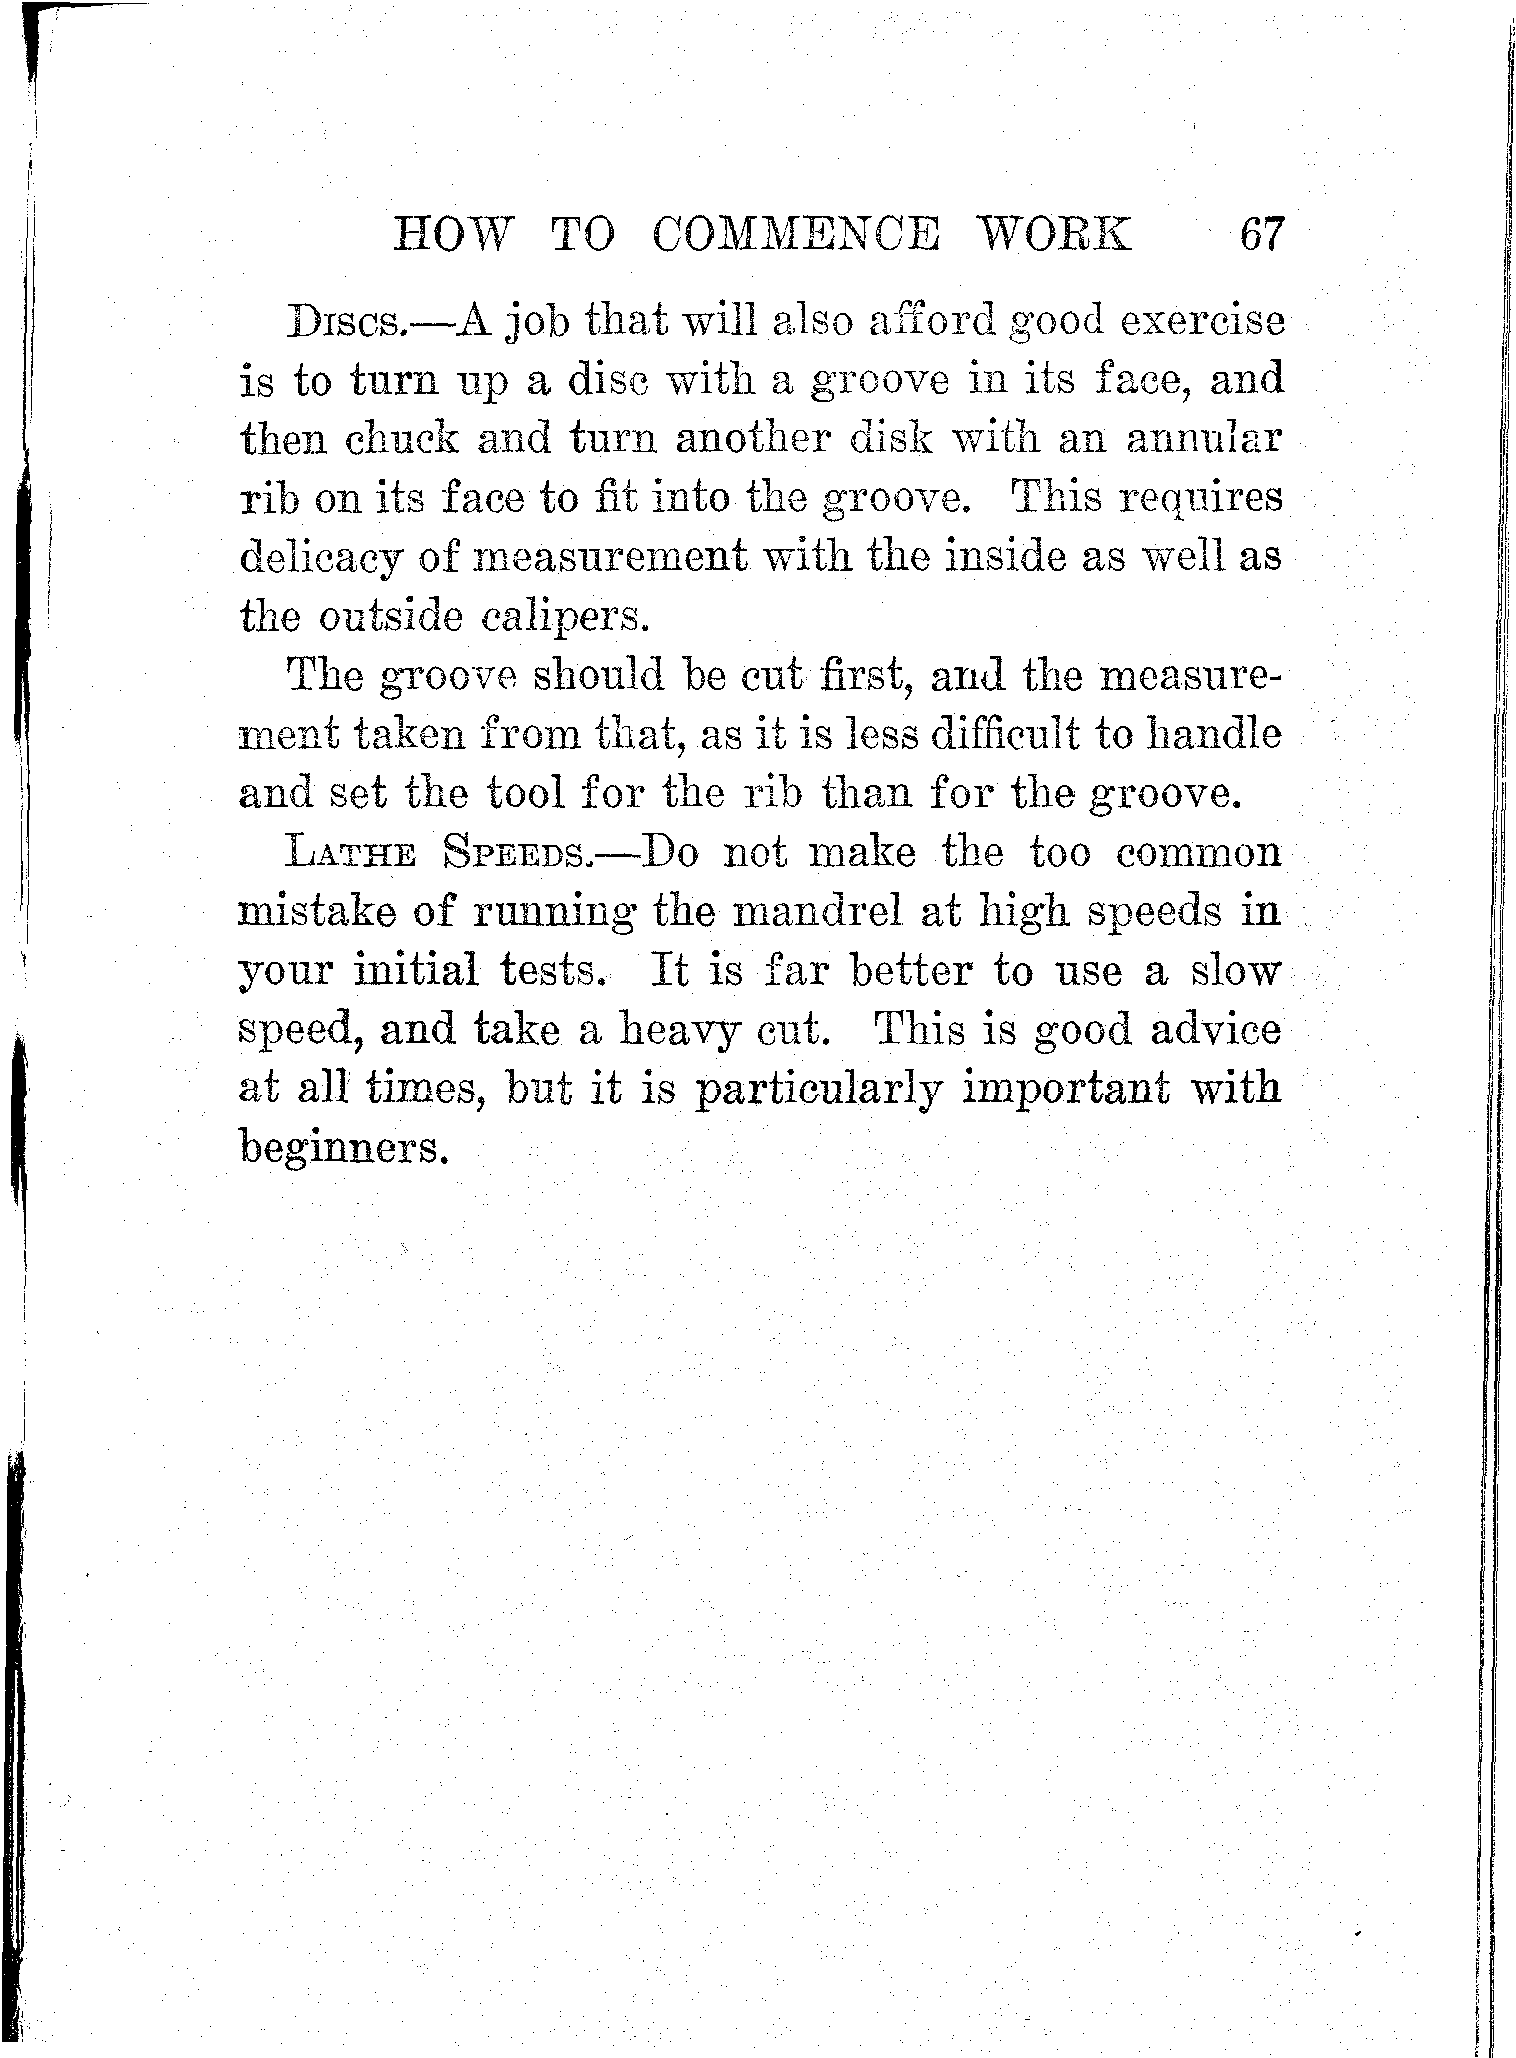 HOW TO COMMENCE WORK 67
DISCS.—A job that will also afford good exercise
is to turn up a disc with a groove in its face, and
then chuck and turn another disk with an annular
rib on its face to fit into the groove. This requires
delicacy of measurement with the inside as well as
the outside calipers.
The groove should be cut first, and the measure-
ment taken from that, as it is less difficult to handle
and set the tool for the rib than for the groove.
LATHE SPEEDS.—Do not make the too common
mistake of running the mandrel at high speeds in
your initial tests. It is far better to use a slow
speed, and take a heavy cut. This is good advice
at all times, but it is particularly important with
beginners.